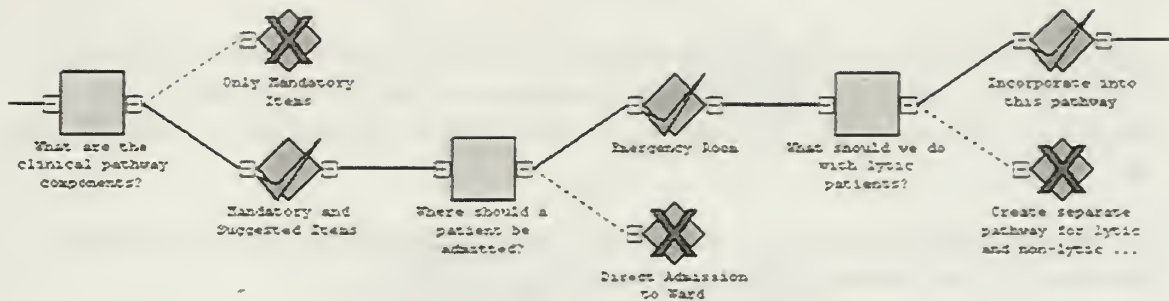 Only Mandatory
Items
What are the
clinical pathway
components?
Mandatory and
Suggested Items
Where should a
patient be
admitted?
Emergency Room
Direct Admission
to Ward
What should we do
with lytic
patients?
Incorporate into
this pathway
Create separate
pathway for lytic
and non-lytic ...